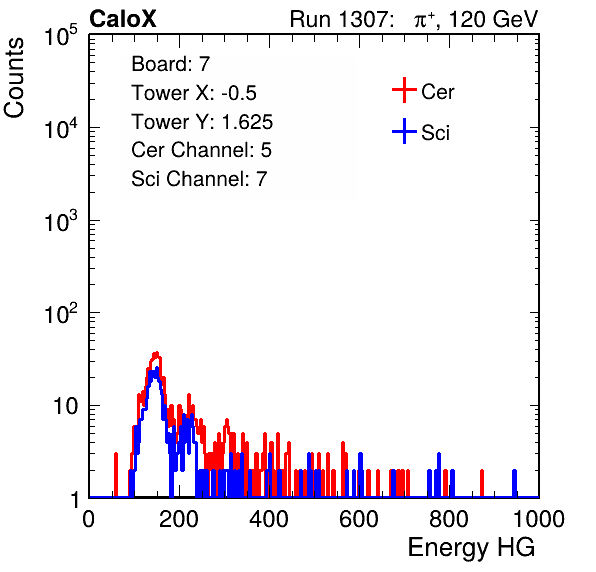 CaloX Run 1307: π⁺, 120 GeV
Counts
10⁵
10⁴
10³
10²
10
1
Board: 7
Tower X: -0.5
Tower Y: 1.625
Cer Channel: 5
Sci Channel: 7
Cer
Sci
0 200 400 600 800 1000
Energy HG